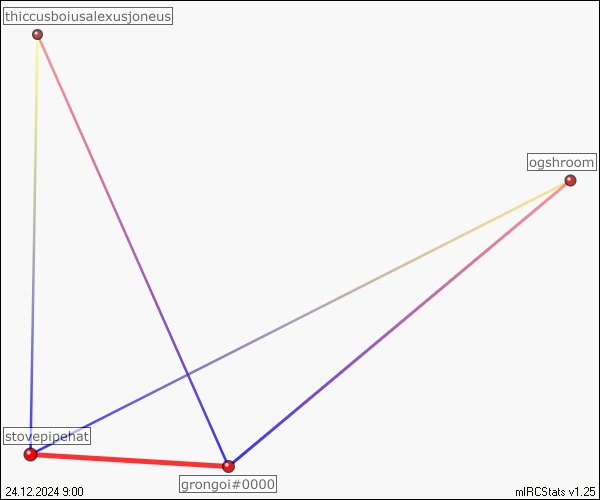 thiccusboiusalexusjoneus
ogshroom
stovepipehat
grongoi#0000
24.12.2024 9:00
mIRCStats v1.25